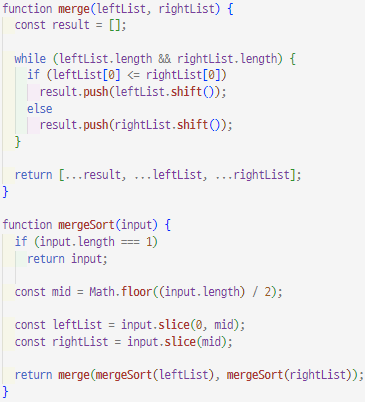 function merge(leftList, rightList) {
  const result = [];

  while (leftList.length && rightList.length) {
    if (leftList[0] <= rightList[0])
      result.push(leftList.shift());
    else
      result.push(rightList.shift());
  }

  return [...result, ...leftList, ...rightList];
}

function mergeSort(input) {
  if (input.length === 1)
    return input;

  const mid = Math.floor((input.length) / 2);

  const leftList = input.slice(0, mid);
  const rightList = input.slice(mid);

  return merge(mergeSort(leftList), mergeSort(rightList));
}